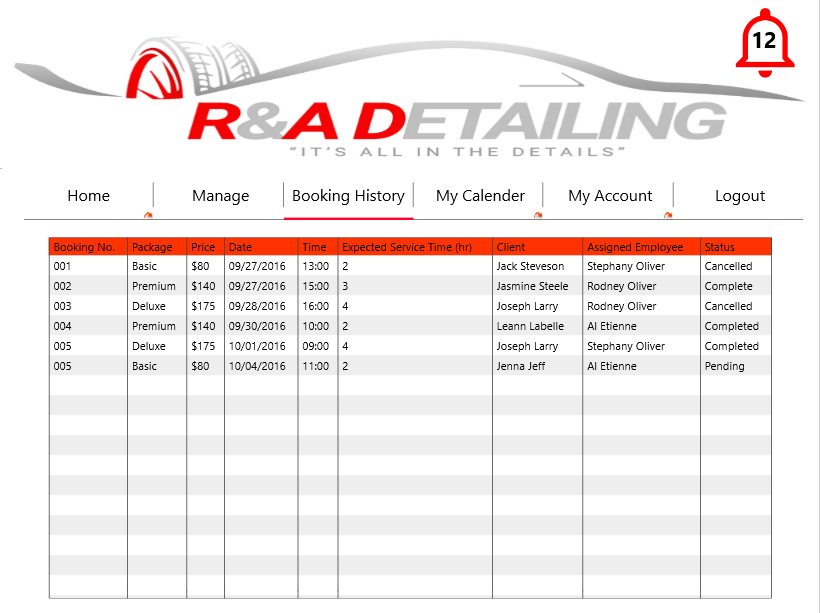 12
R&A DETAILING
"IT'S ALL IN THE DETAILS"
Home Manage Booking History My Calender My Account Logout
Booking No. Package Price Date Time Expected Service Time (hr) Client Assigned Employee Status
001 Basic $80 09/27/2016 13:00 2 Jack Steveson Stephany Oliver Cancelled
002 Premium $140 09/27/2016 15:00 3 Jasmine Steele Rodney Oliver Complete
003 Deluxe $175 09/28/2016 16:00 4 Joseph Larry Rodney Oliver Cancelled
004 Premium $140 09/30/2016 10:00 2 Leann Labelle Al Etienne Completed
005 Deluxe $175 10/01/2016 09:00 4 Joseph Larry Stephany Oliver Completed
005 Basic $80 10/04/2016 11:00 2 Jenna Jeff Al Etienne Pending